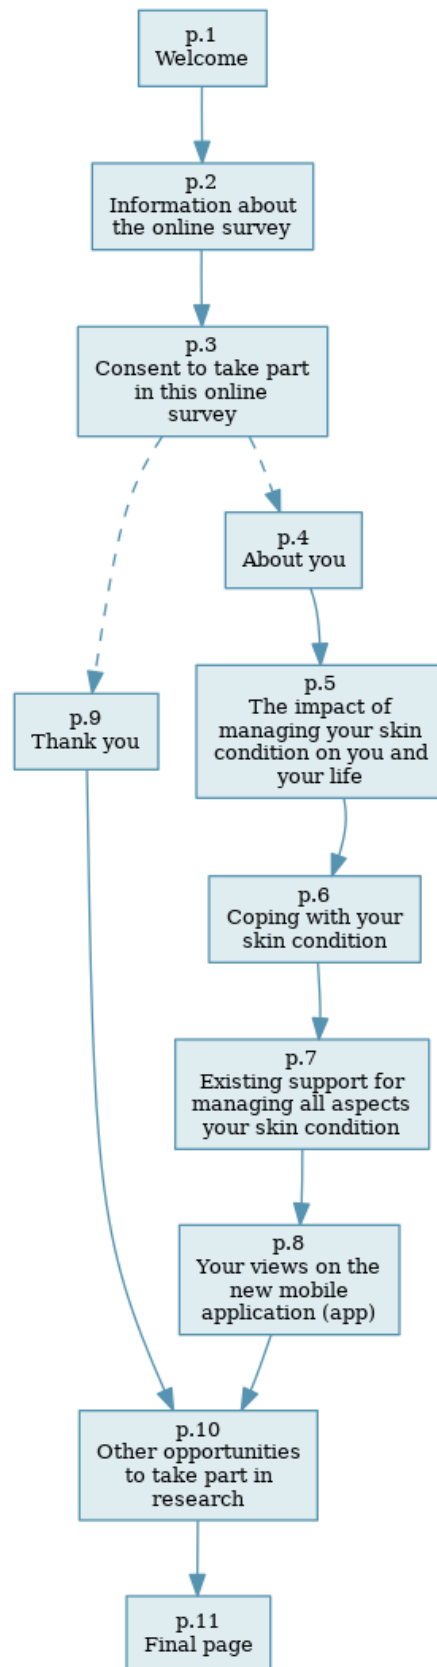 p.1
Welcome
p.2
Information about
the online survey
p.3
Consent to take part
in this online
survey
p.4
About you
p.5
The impact of
managing your skin
condition on you and
your life
p.9
Thank you
p.6
Coping with your
skin condition
p.7
Existing support for
managing all aspects
your skin condition
p.8
Your views on the
new mobile
application (app)
p.10
Other opportunities
to take part in
research
p.11
Final page